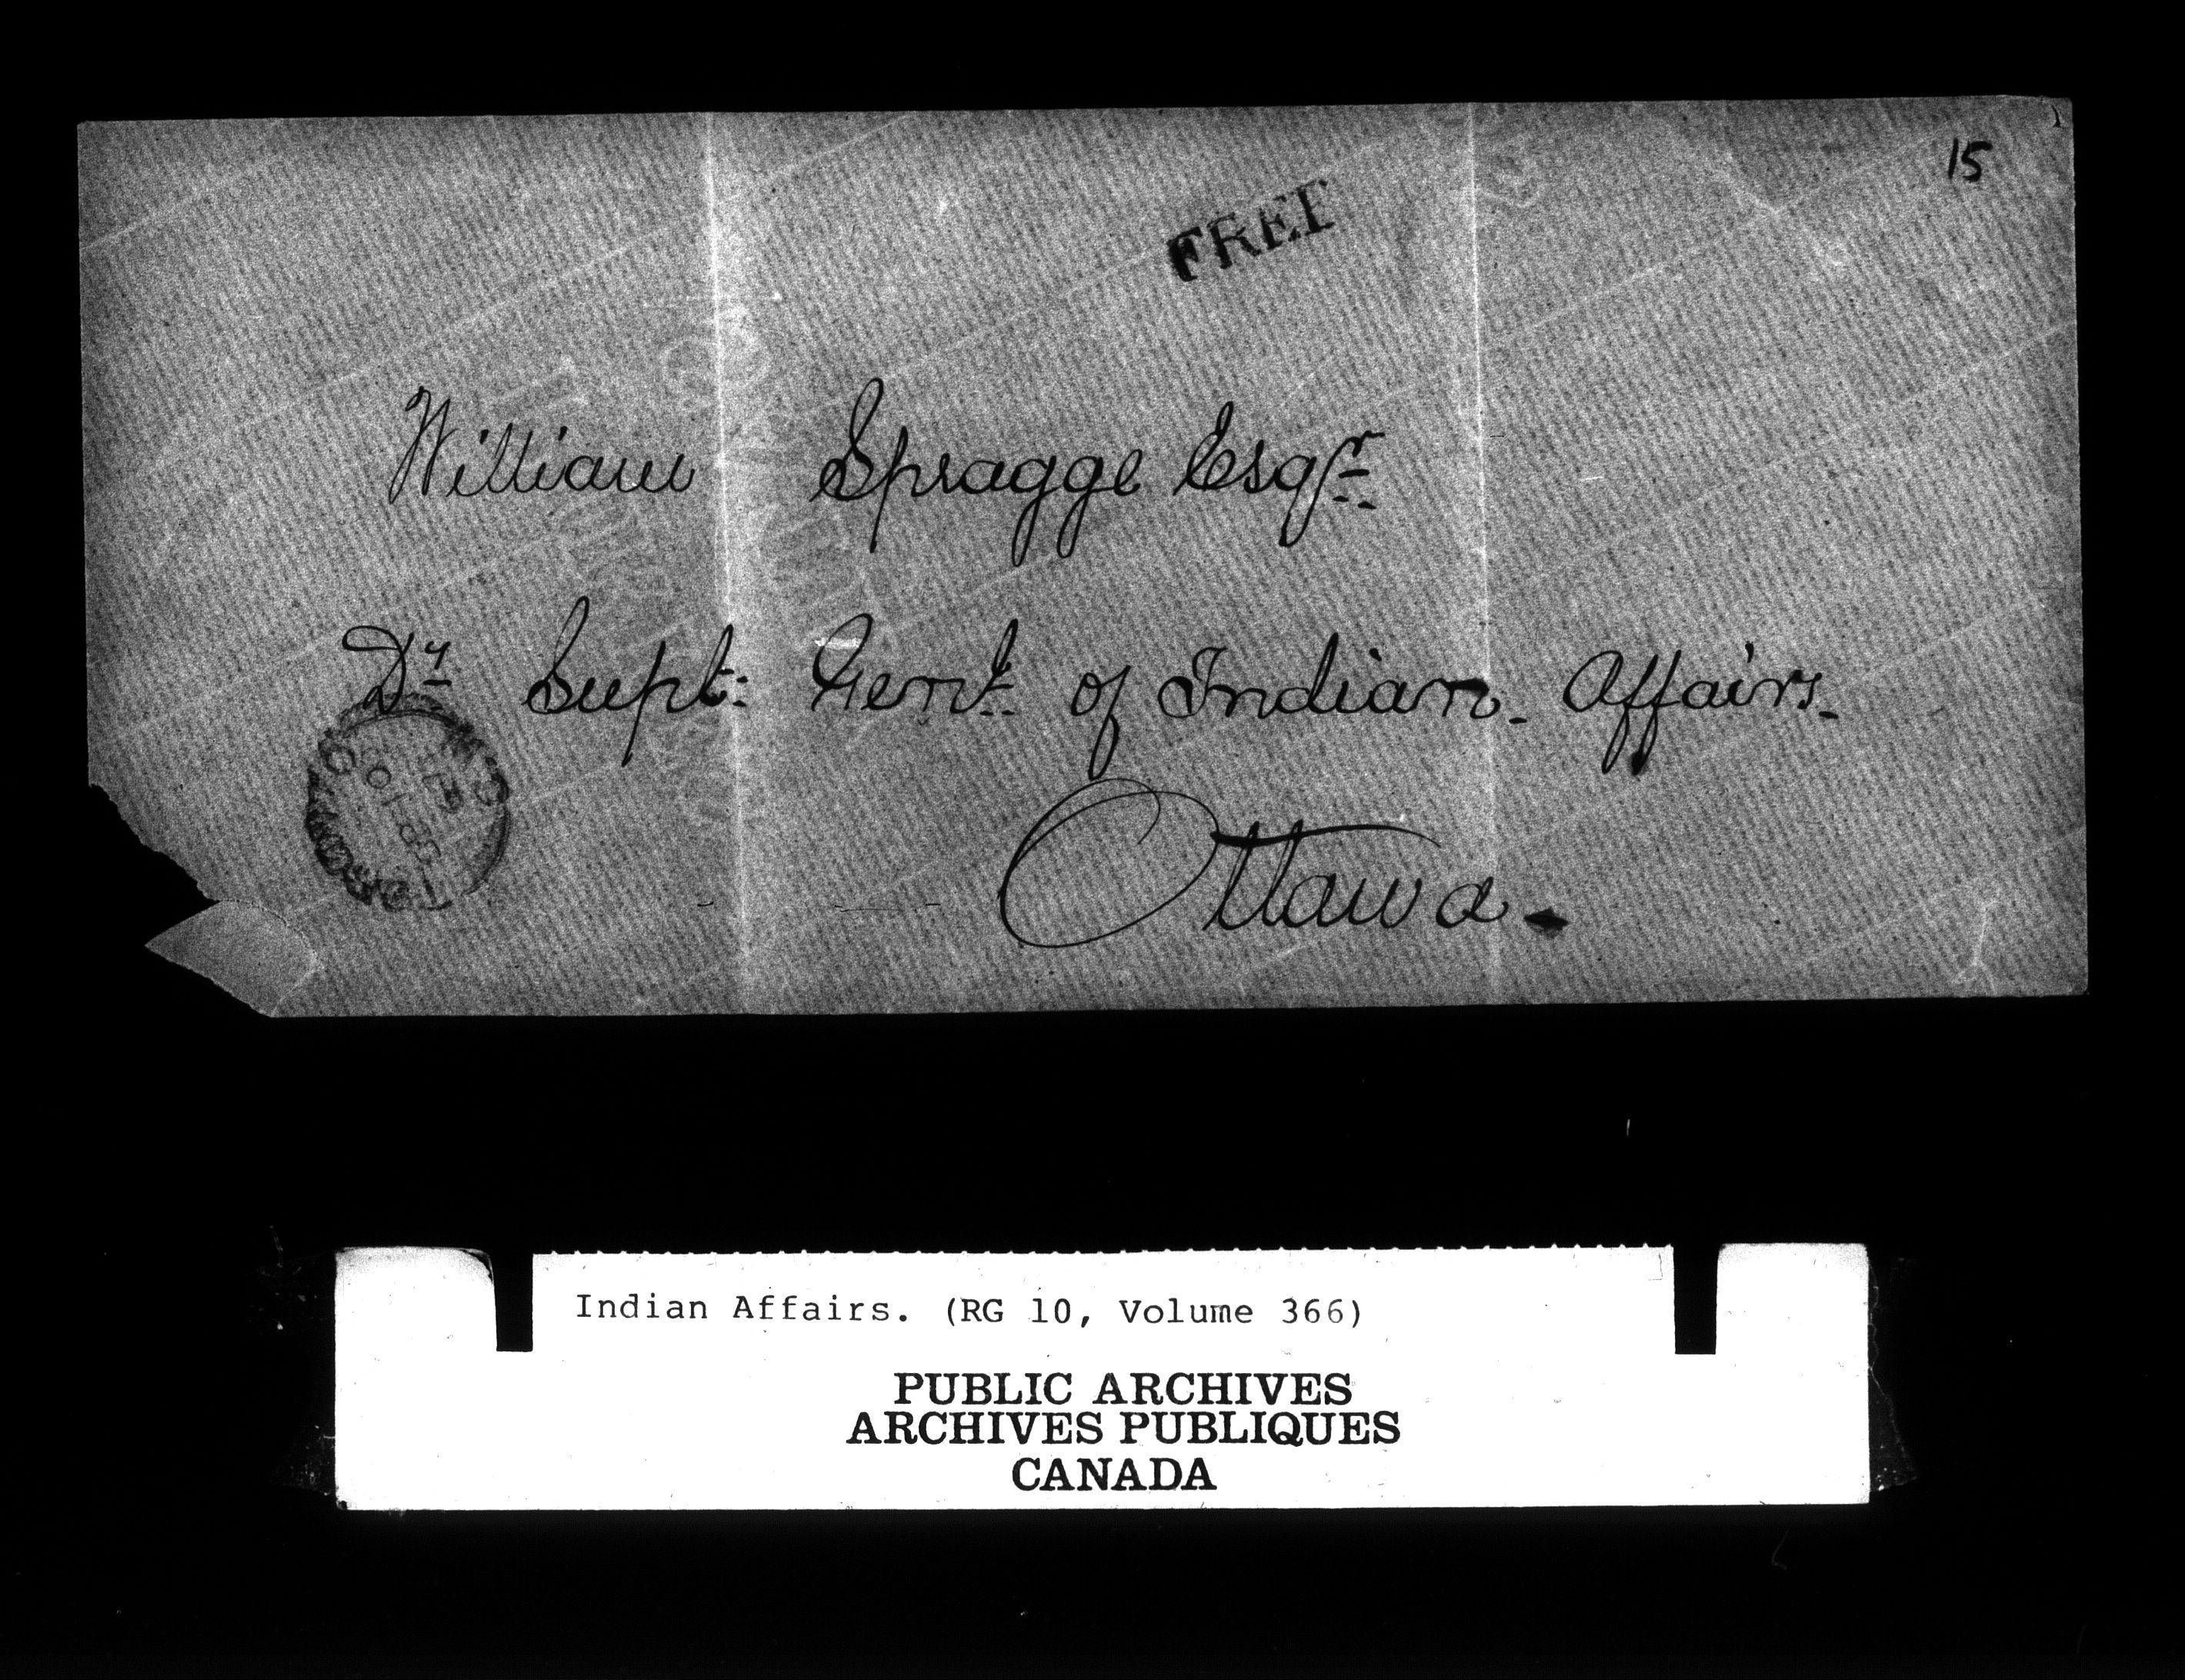 15
FREE
William Spragge Esqr
Dy Supt: Genl. of Indian Affairs.
Ottawa.
Indian Affairs. (RG 10, Volume 366)
PUBLIC ARCHIVES
ARCHIVES PUBLIQUES
CANADA